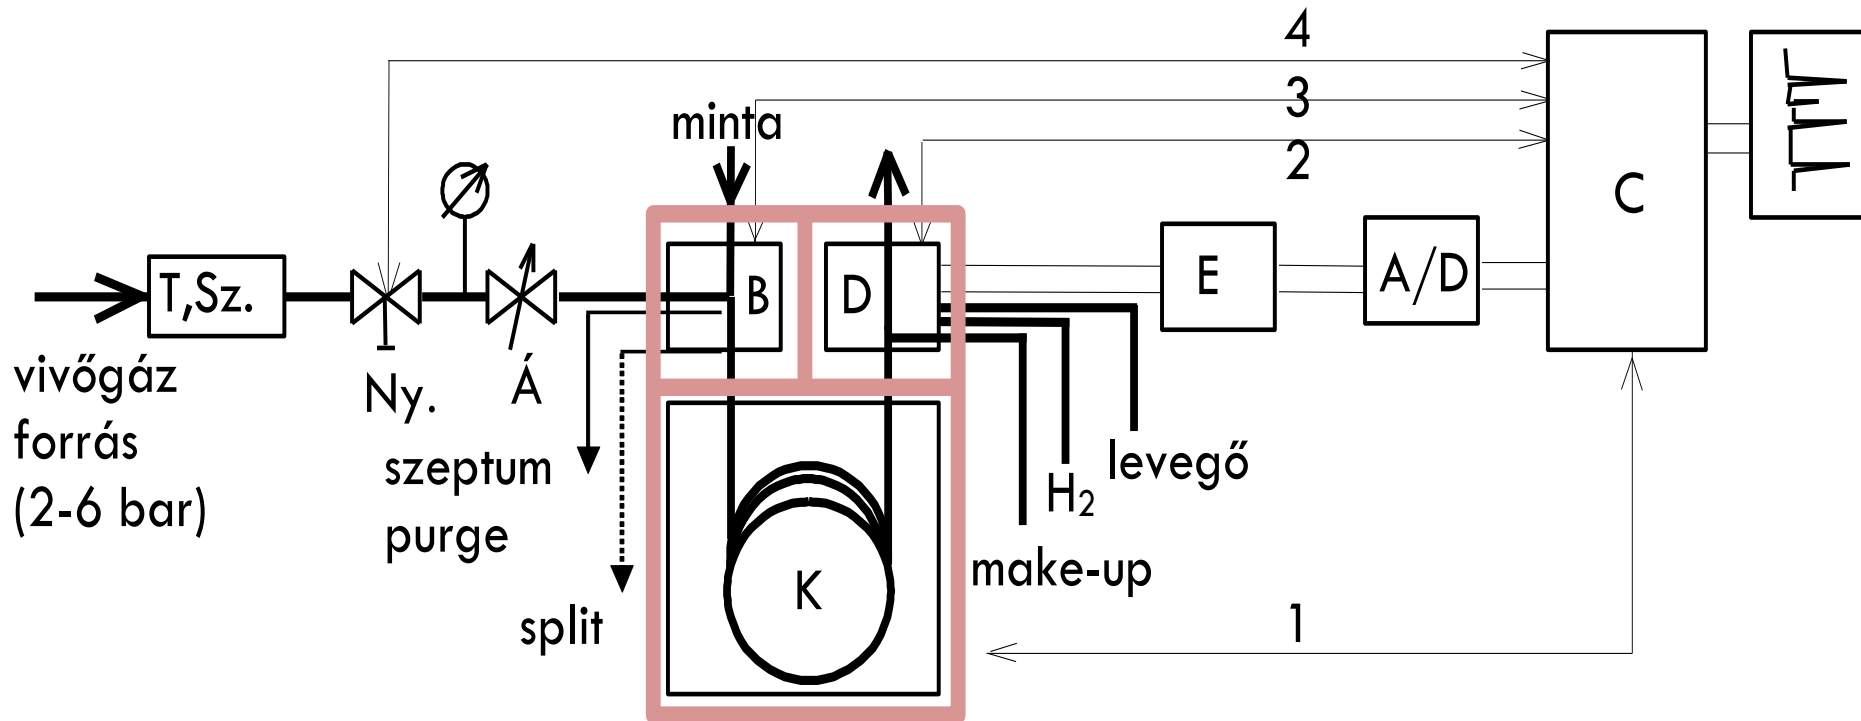 4
3
minta
2
C
T,Sz.
B
D
E
A/D
vivőgáz
forrás
(2-6 bar)
Ny.
Á
szeptum
purge
levegő
H₂
make-up
K
split
1